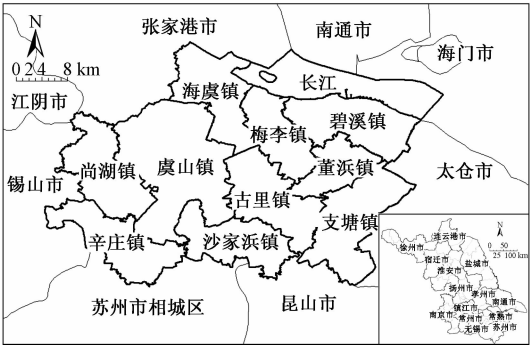 张家港市
南通市
海门市
N
0 2 4 8 km
江阴市
海虞镇
长江
碧溪镇
梅李镇
尚湖镇
虞山镇
董浜镇
太仓市
锡山市
古里镇
支塘镇
辛庄镇
沙家浜镇
苏州市相城区
昆山市
N
0 50
25 100 km
连云港市
徐州市
宿迁市
盐城市
淮安市
扬州市
泰州市
南通市
镇江市
南京市
常州市
常熟市
无锡市
苏州市